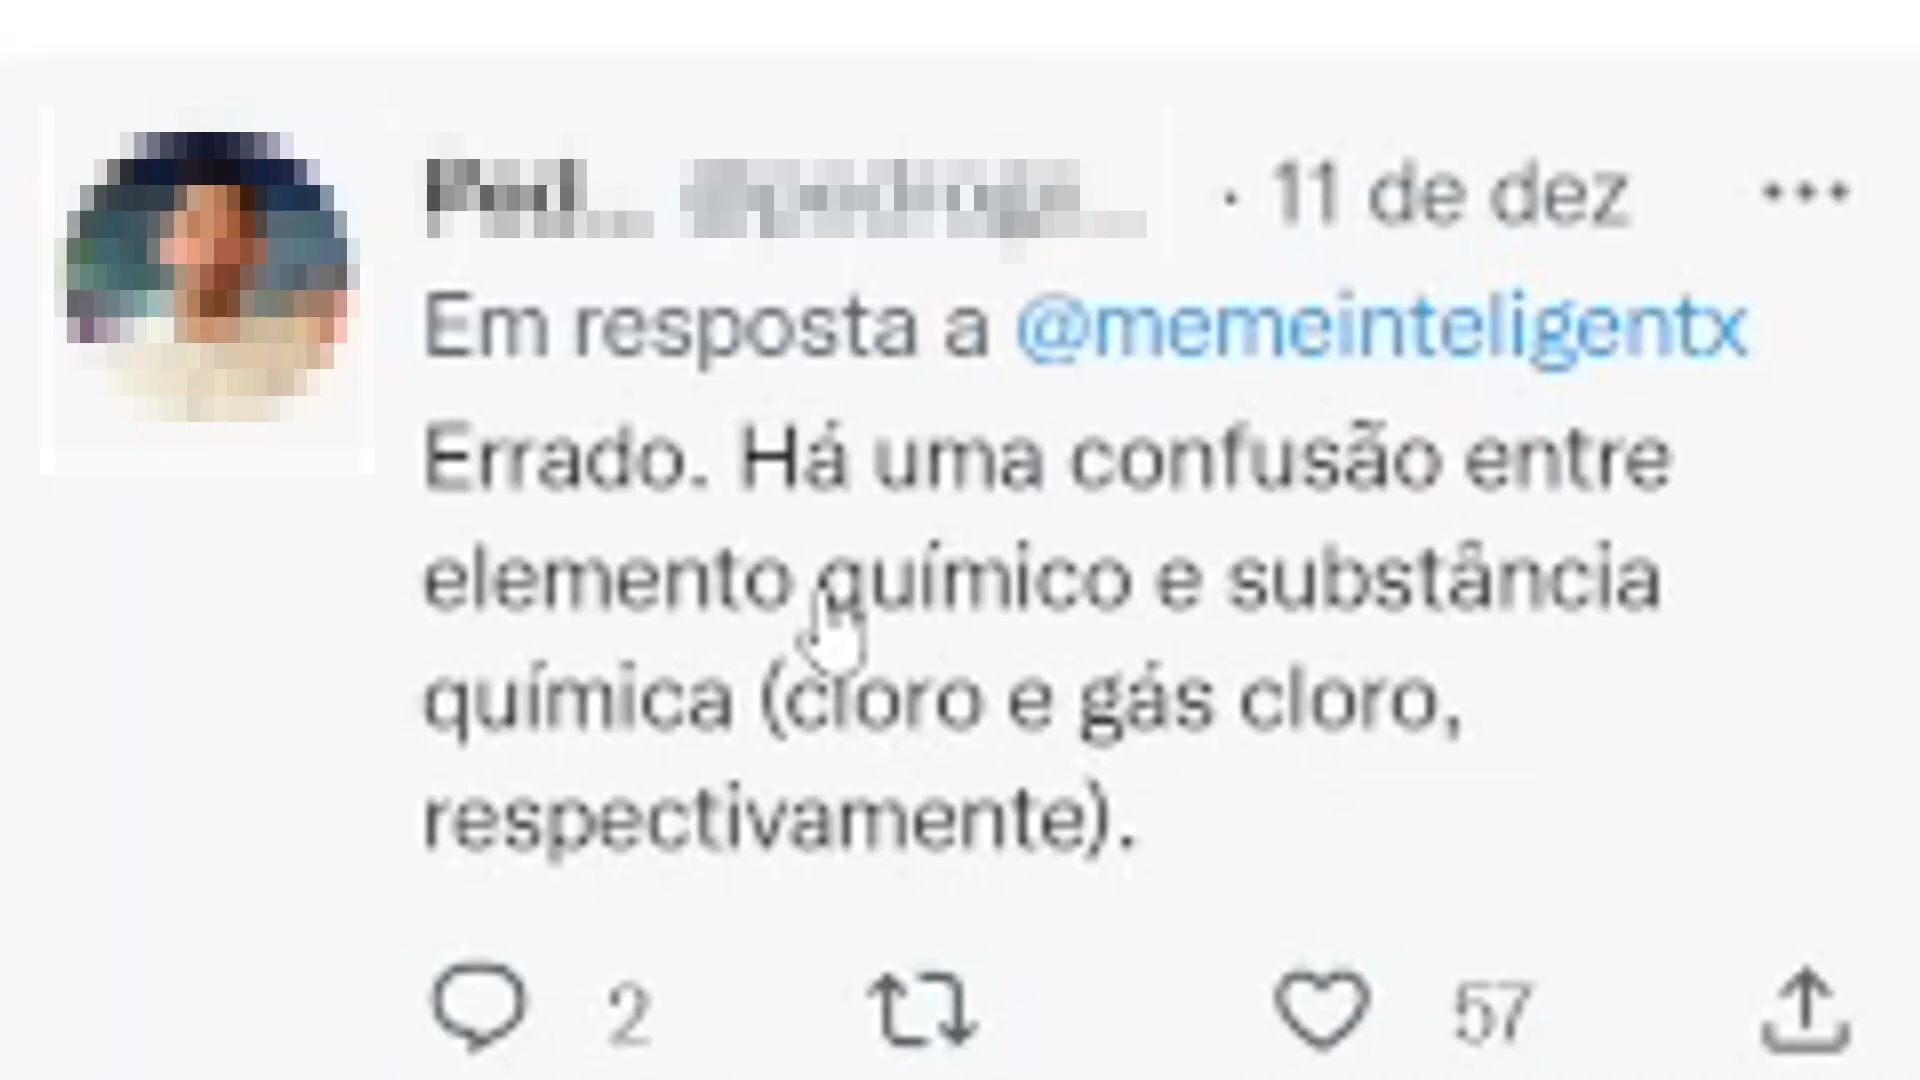 · 11 de dez
Em resposta a @memeinteligentx
Errado. Há uma confusão entre
elemento químico e substância
química (cloro e gás cloro,
respectivamente).
2 57